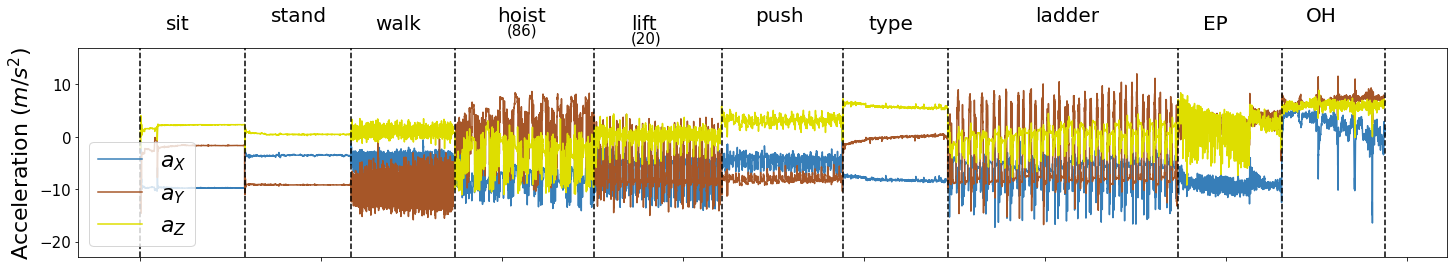 sit stand walk hoist lift push type ladder EP OH
(86) (20)
Acceleration (m/s²)
10
0
−10
−20
a_X
a_Y
a_Z